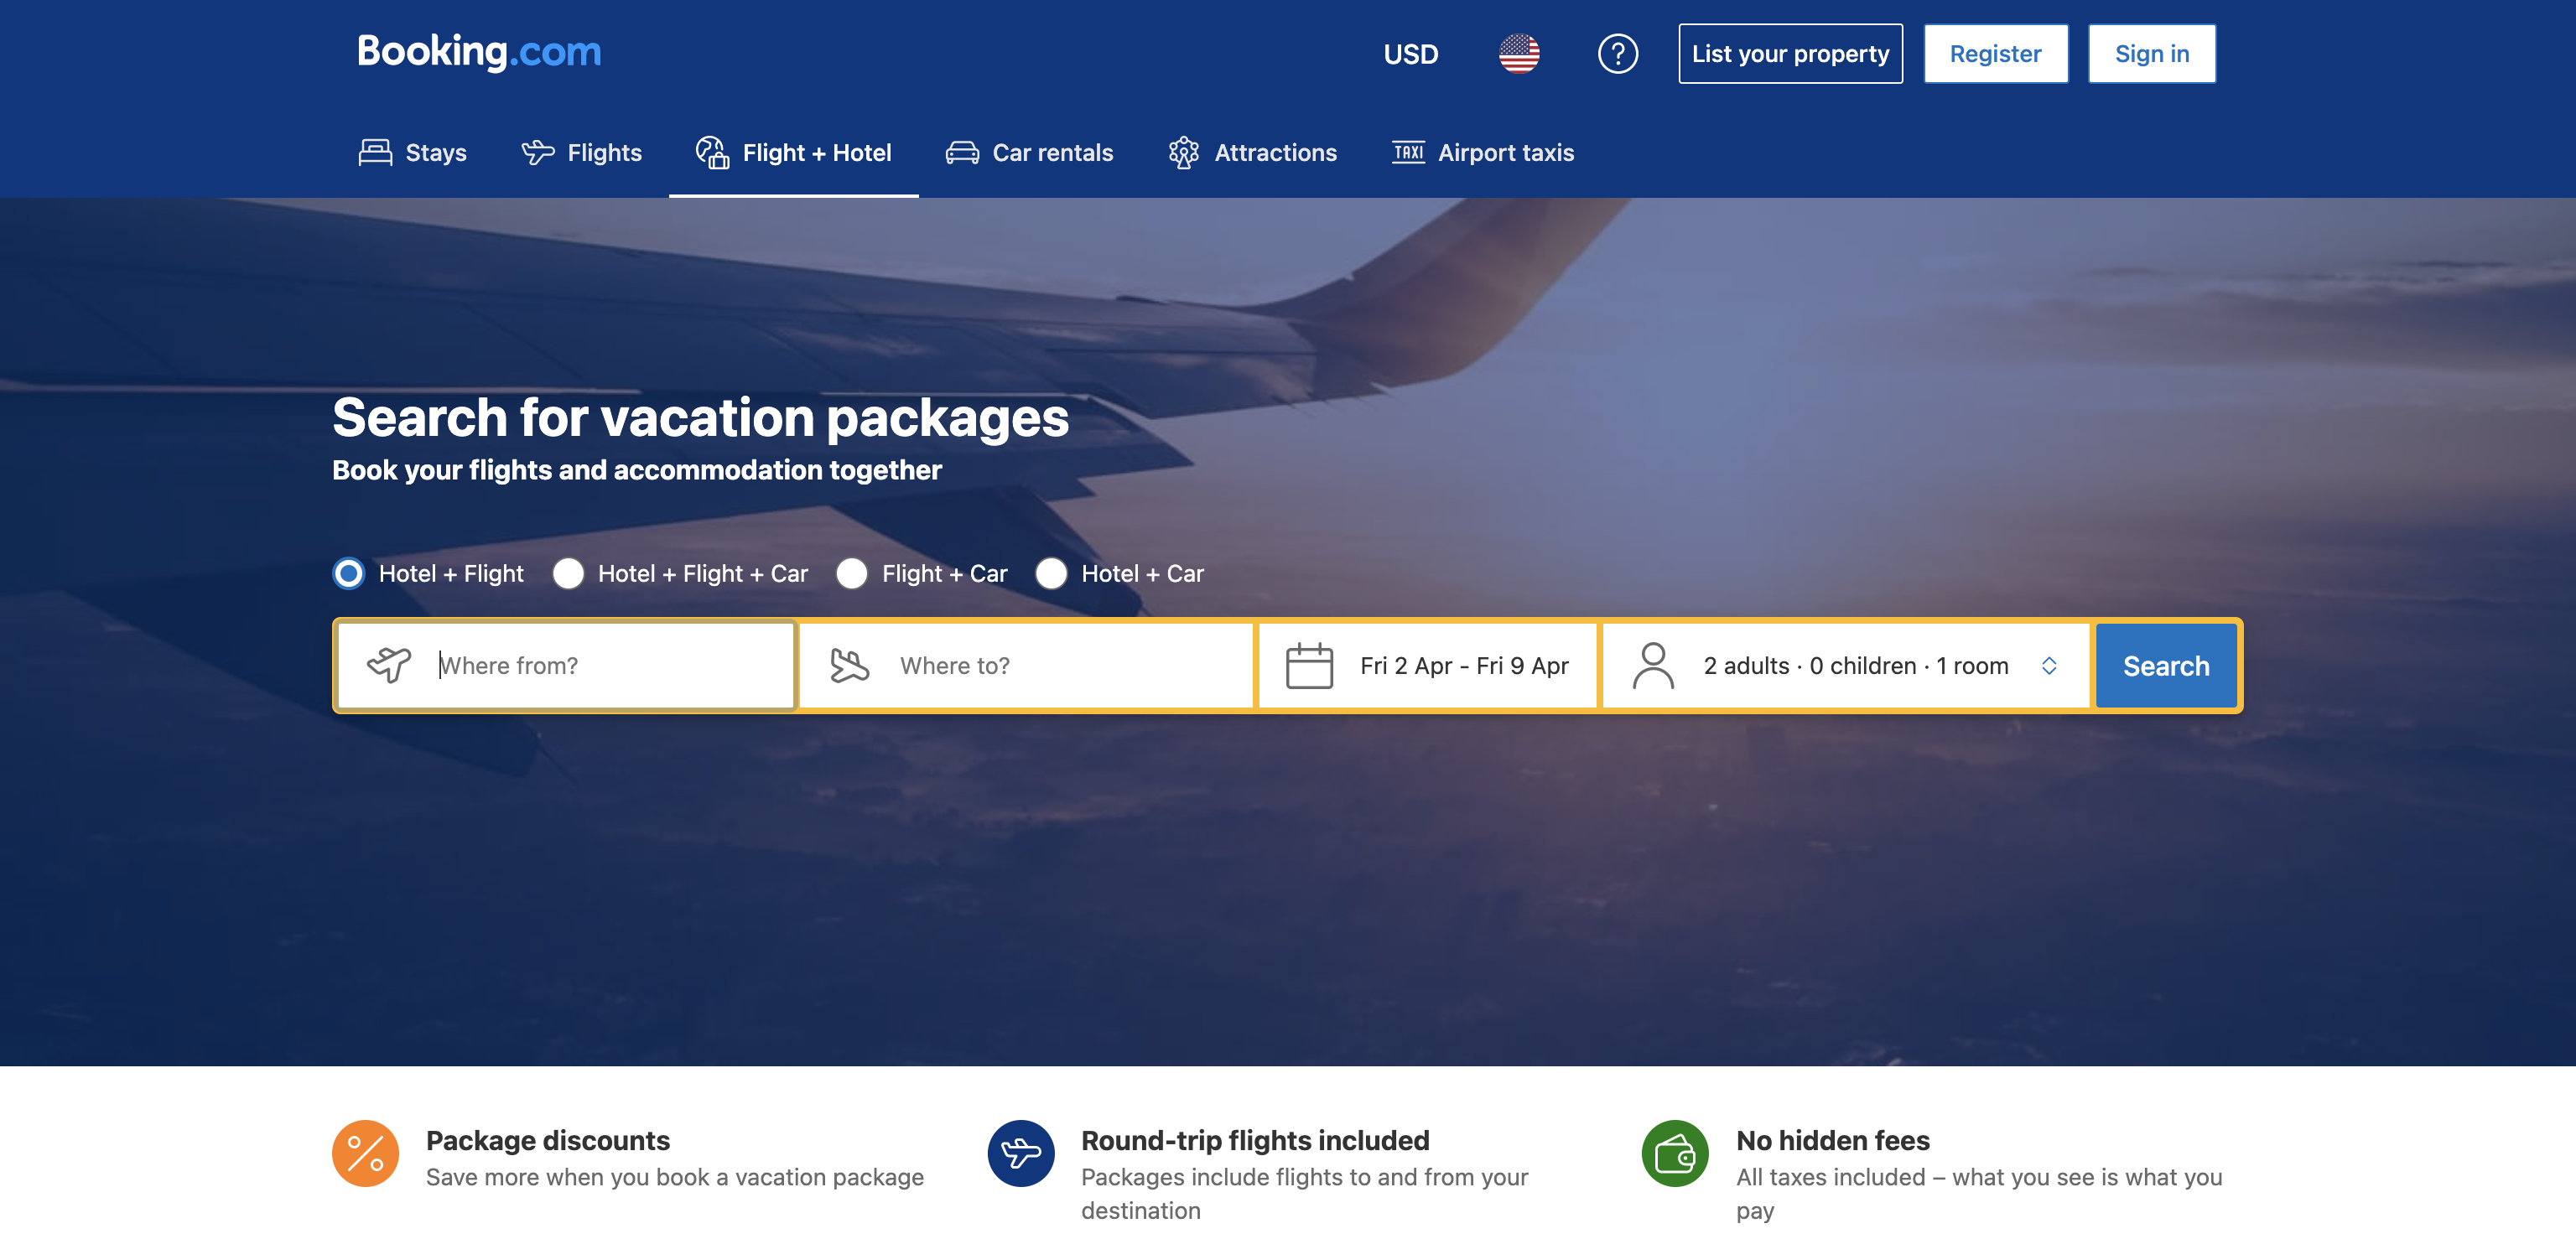 Booking.com
USD
List your property
Register
Sign in
Stays
Flights
Flight + Hotel
Car rentals
Attractions
TAXI
Airport taxis
Search for vacation packages
Book your flights and accommodation together
Hotel + Flight
Hotel + Flight + Car
Flight + Car
Hotel + Car
Where from?
Where to?
Fri 2 Apr - Fri 9 Apr
2 adults · 0 children · 1 room
Search
Package discounts
Save more when you book a vacation package
Round-trip flights included
Packages include flights to and from your
destination
No hidden fees
All taxes included – what you see is what you
pay